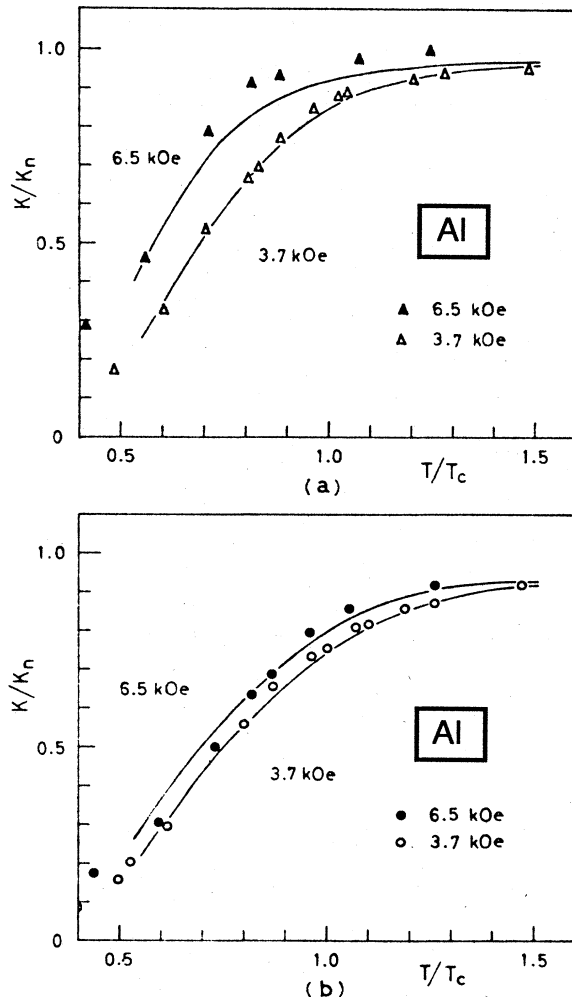 1.0
6.5 kOe
K/Kn
Al
0.5
3.7 kOe
▲ 6.5 kOe
△ 3.7 kOe
0
0.5
1.0
T/Tc
1.5
(a)
1.0
6.5 kOe
K/Kn
Al
0.5
3.7 kOe
● 6.5 kOe
○ 3.7 kOe
0
0.5
1.0
T/Tc
1.5
(b)